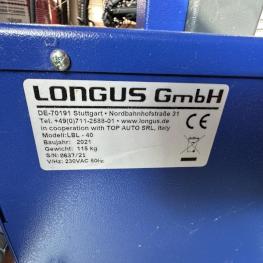 LONGUS GmbH
DE-70191 Stuttgart • Nordbahnhofstraße 31
Tel. +49(0)711-2588-01 • www.longus.de
in cooperation with TOP AUTO SRL, Italy
Modell: LBL - 40
Baujahr: 2021
Gewicht: 115 kg
S/N: 2637/21
V/Hz: 230VAC 50Hz
CE